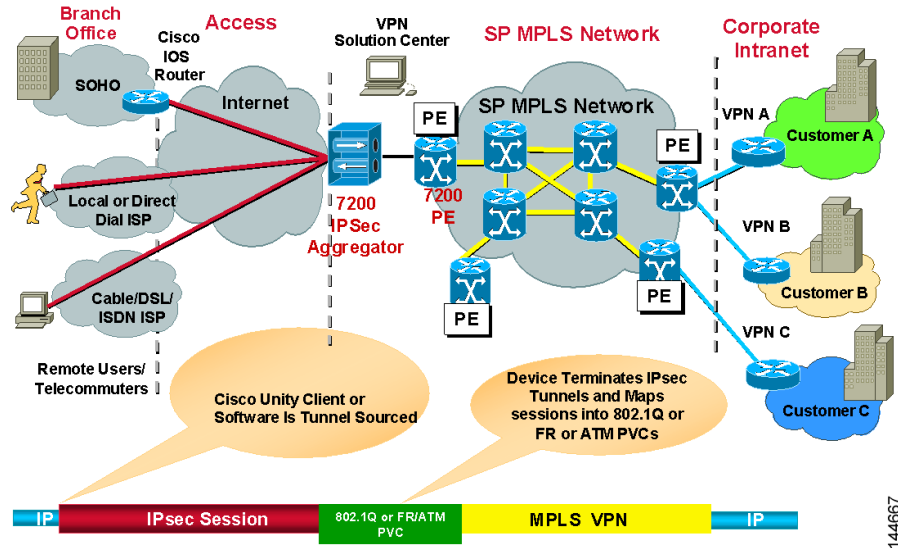 Branch
Office
Access
VPN
Solution Center
SP MPLS Network
Corporate
Intranet
Cisco
IOS
Router
SOHO
Internet
SP MPLS Network
PE
PE
VPN A
Customer A
Local or Direct
Dial ISP
7200
IPSec
Aggregator
7200
PE
VPN B
Customer B
Cable/DSL/
ISDN ISP
PE
PE
VPN C
Customer C
Remote Users/
Telecommuters
Cisco Unity Client or
Software Is Tunnel Sourced
Device Terminates IPsec
Tunnels and Maps
sessions into 802.1Q or
FR or ATM PVCs
IP
IPsec Session
802.1Q or FR/ATM
PVC
MPLS VPN
IP
144667